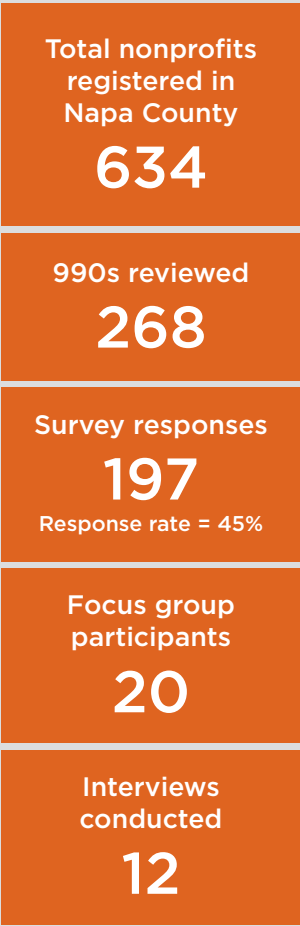 Total nonprofits
registered in
Napa County
634
990s reviewed
268
Survey responses
197
Response rate = 45%
Focus group
participants
20
Interviews
conducted
12